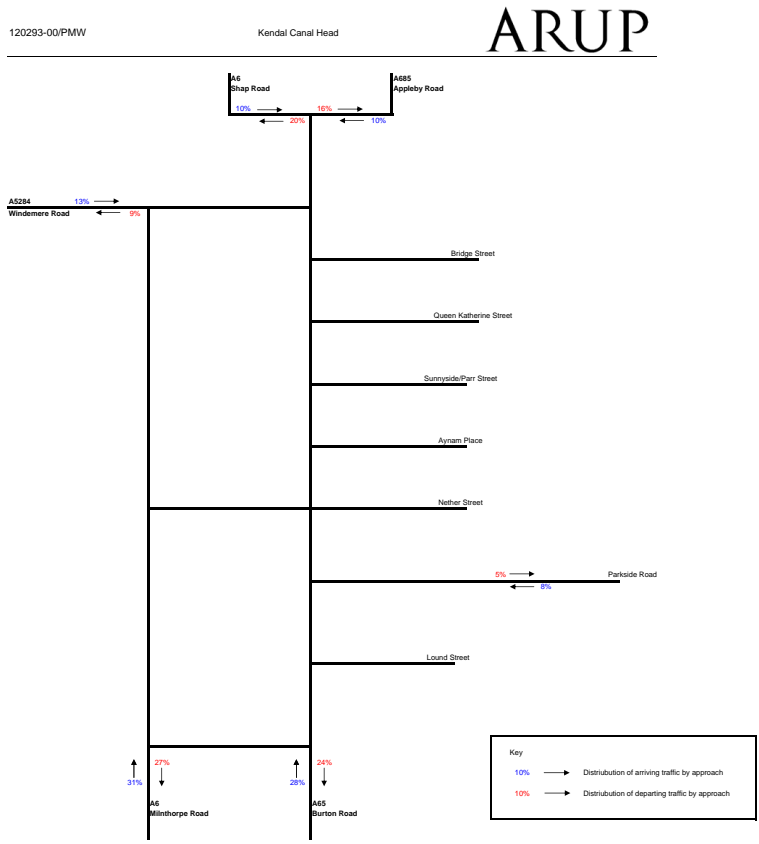 120293-00/PMW
Kendal Canal Head
ARUP
A6
Shap Road
A685
Appleby Road
10%
16%
20%
10%
A5284
13%
Windemere Road
9%
Bridge Street
Queen Katherine Street
Sunnyside/Parr Street
Aynam Place
Nether Street
5%
Parkside Road
8%
Lound Street
27%
31%
24%
28%
A6
Milnthorpe Road
A65
Burton Road
Key
10%
Distriubution of arriving traffic by approach
10%
Distriubution of departing traffic by approach